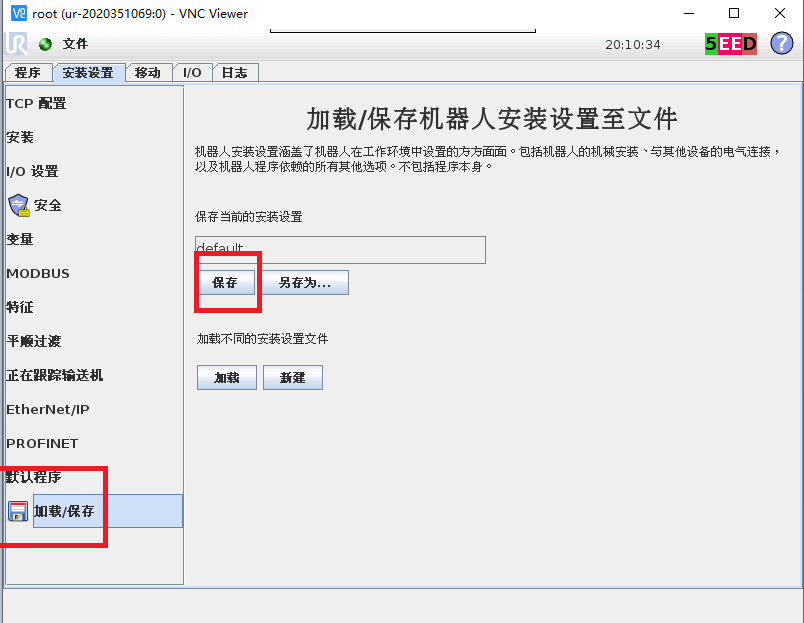 root (ur-2020351069:0) - VNC Viewer
文件
20:10:34
5EED
?
程序 安装设置 移动 I/O 日志
TCP 配置
安装
I/O 设置
安全
变量
MODBUS
特征
平顺过渡
正在跟踪输送机
EtherNet/IP
PROFINET
默认程序
加载/保存
加载/保存机器人安装设置至文件
机器人安装设置涵盖了机器人在工作环境中设置的方方面面。包括机器人的机械安装、与其他设备的电气连接，
以及机器人程序依赖的所有其他选项。不包括程序本身。
保存当前的安装设置
default
保存 另存为...
加载不同的安装设置文件
加载 新建